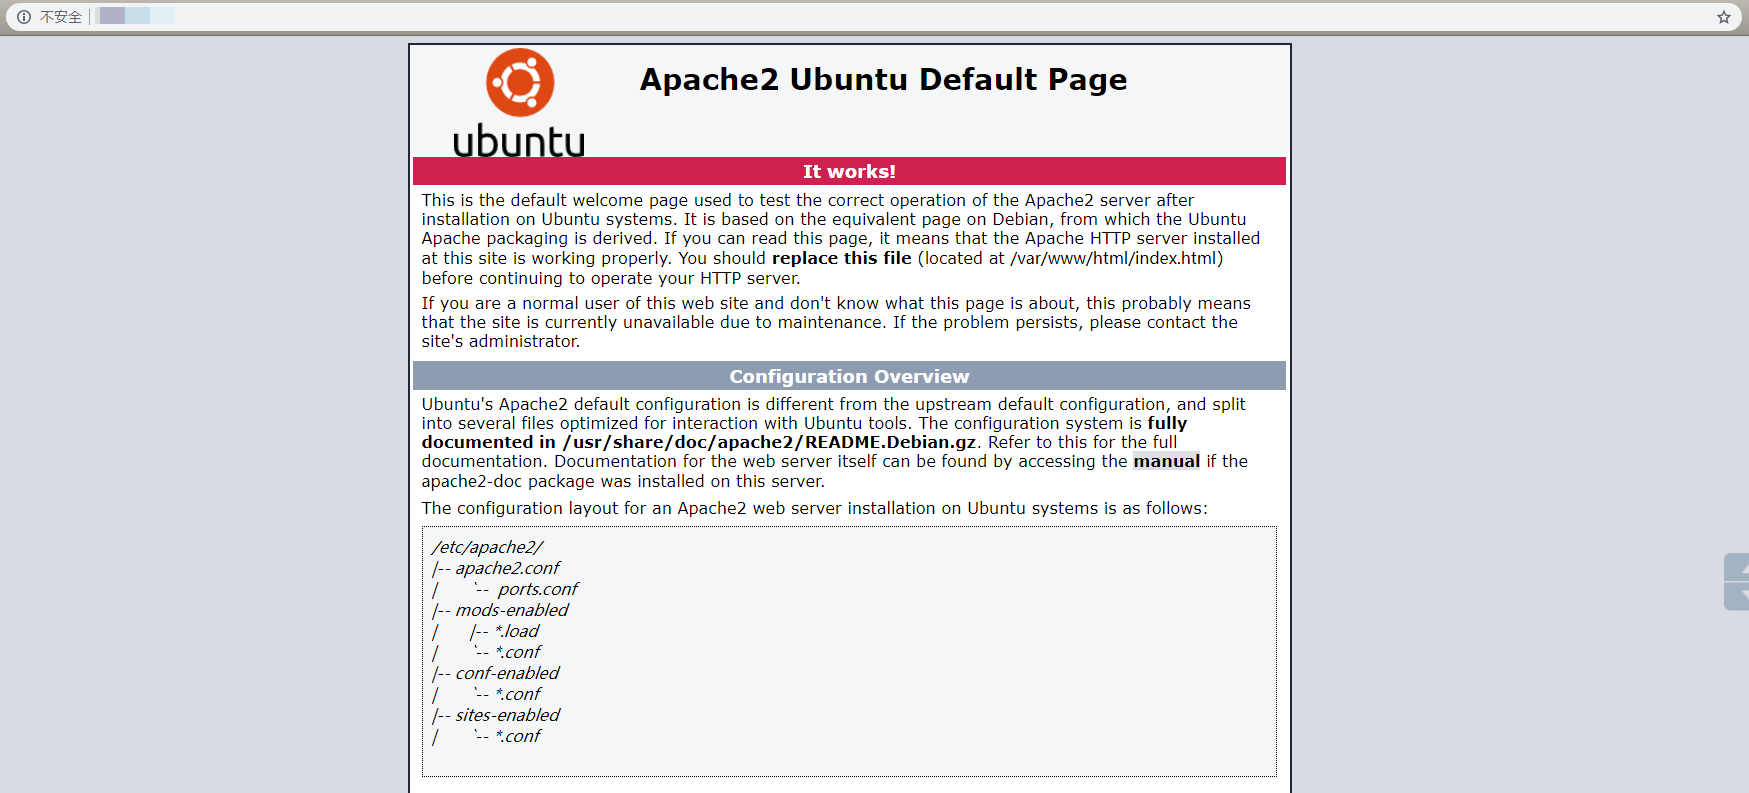 不安全
ubuntu
Apache2 Ubuntu Default Page
It works!
This is the default welcome page used to test the correct operation of the Apache2 server after
installation on Ubuntu systems. It is based on the equivalent page on Debian, from which the Ubuntu
Apache packaging is derived. If you can read this page, it means that the Apache HTTP server installed
at this site is working properly. You should replace this file (located at /var/www/html/index.html)
before continuing to operate your HTTP server.
If you are a normal user of this web site and don't know what this page is about, this probably means
that the site is currently unavailable due to maintenance. If the problem persists, please contact the
site's administrator.
Configuration Overview
Ubuntu's Apache2 default configuration is different from the upstream default configuration, and split
into several files optimized for interaction with Ubuntu tools. The configuration system is fully
documented in /usr/share/doc/apache2/README.Debian.gz. Refer to this for the full
documentation. Documentation for the web server itself can be found by accessing the manual if the
apache2-doc package was installed on this server.
The configuration layout for an Apache2 web server installation on Ubuntu systems is as follows:
/etc/apache2/
|-- apache2.conf
|       `--  ports.conf
|-- mods-enabled
|       |-- *.load
|       `-- *.conf
|-- conf-enabled
|       `-- *.conf
|-- sites-enabled
|       `-- *.conf